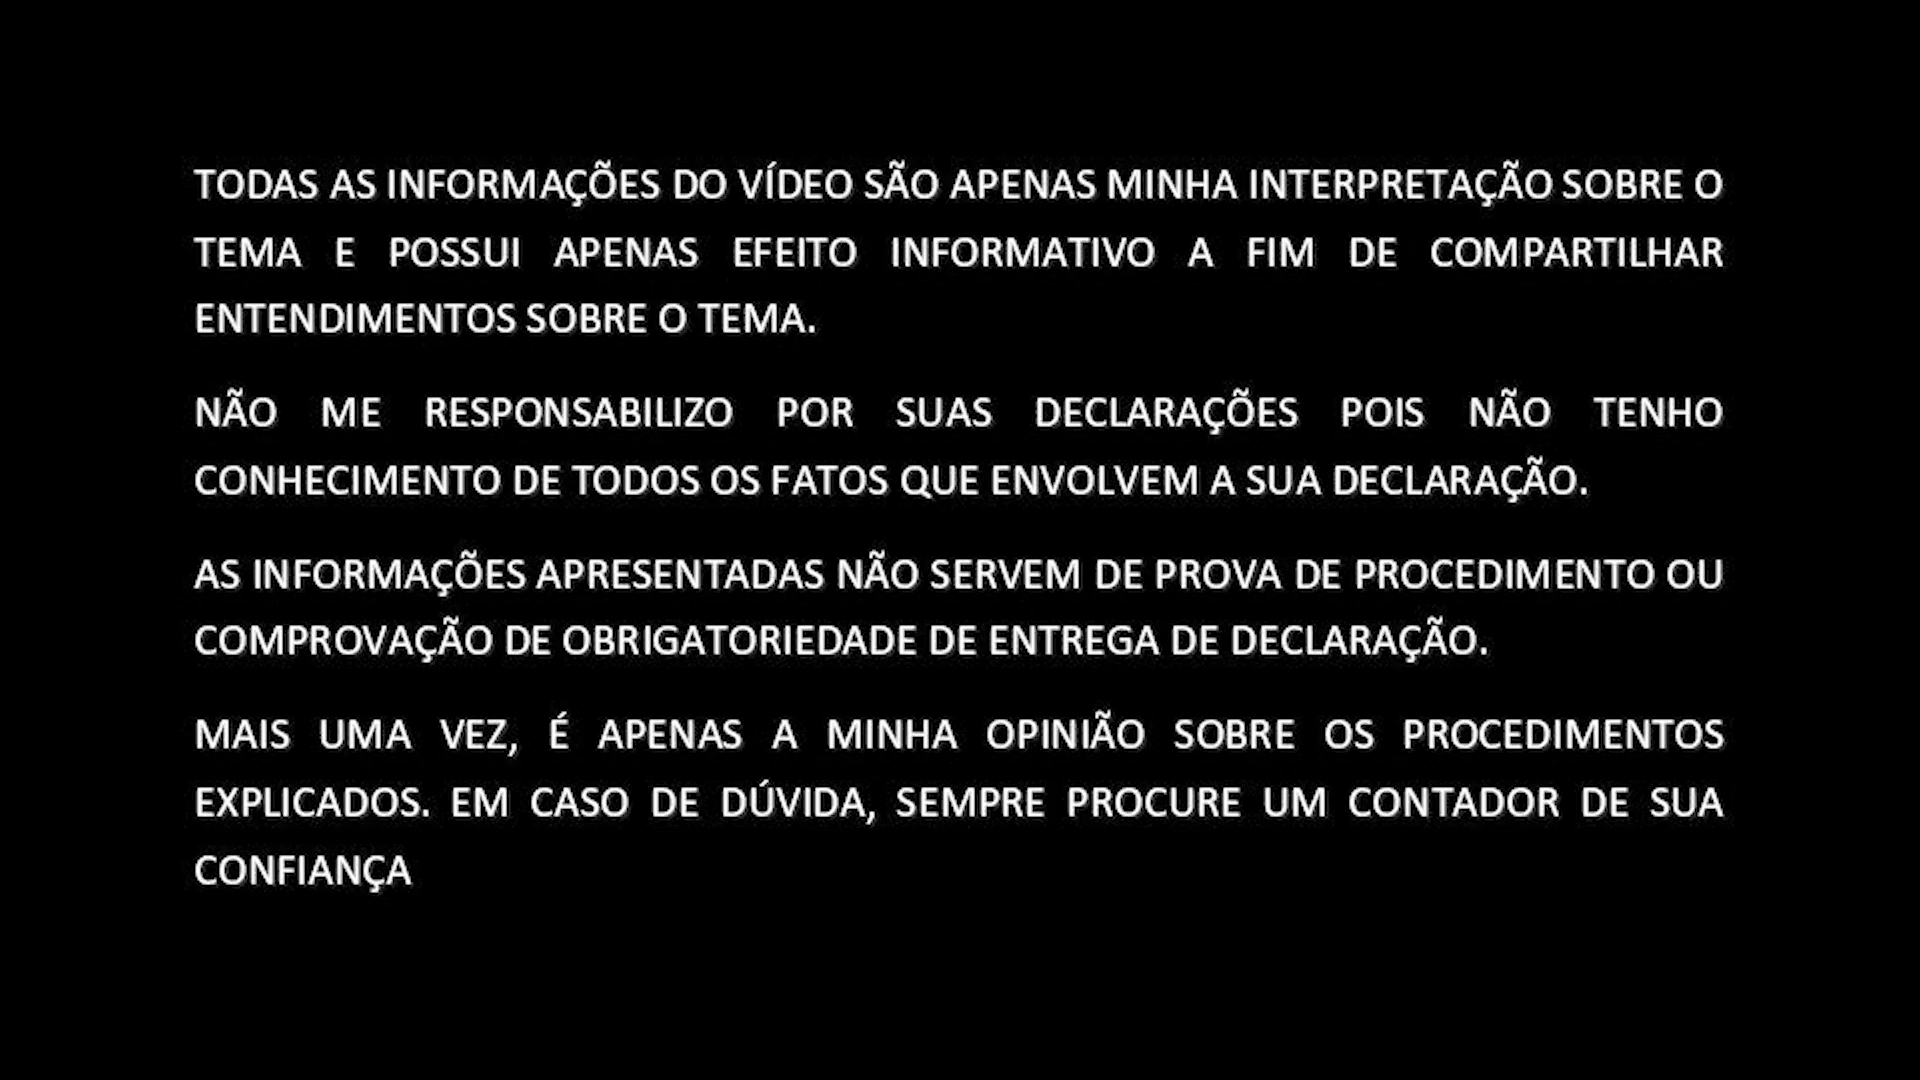 TODAS AS INFORMAÇÕES DO VÍDEO SÃO APENAS MINHA INTERPRETAÇÃO SOBRE O
TEMA E POSSUI APENAS EFEITO INFORMATIVO A FIM DE COMPARTILHAR
ENTENDIMENTOS SOBRE O TEMA.
NÃO ME RESPONSABILIZO POR SUAS DECLARAÇÕES POIS NÃO TENHO
CONHECIMENTO DE TODOS OS FATOS QUE ENVOLVEM A SUA DECLARAÇÃO.
AS INFORMAÇÕES APRESENTADAS NÃO SERVEM DE PROVA DE PROCEDIMENTO OU
COMPROVAÇÃO DE OBRIGATORIEDADE DE ENTREGA DE DECLARAÇÃO.
MAIS UMA VEZ, É APENAS A MINHA OPINIÃO SOBRE OS PROCEDIMENTOS
EXPLICADOS. EM CASO DE DÚVIDA, SEMPRE PROCURE UM CONTADOR DE SUA
CONFIANÇA